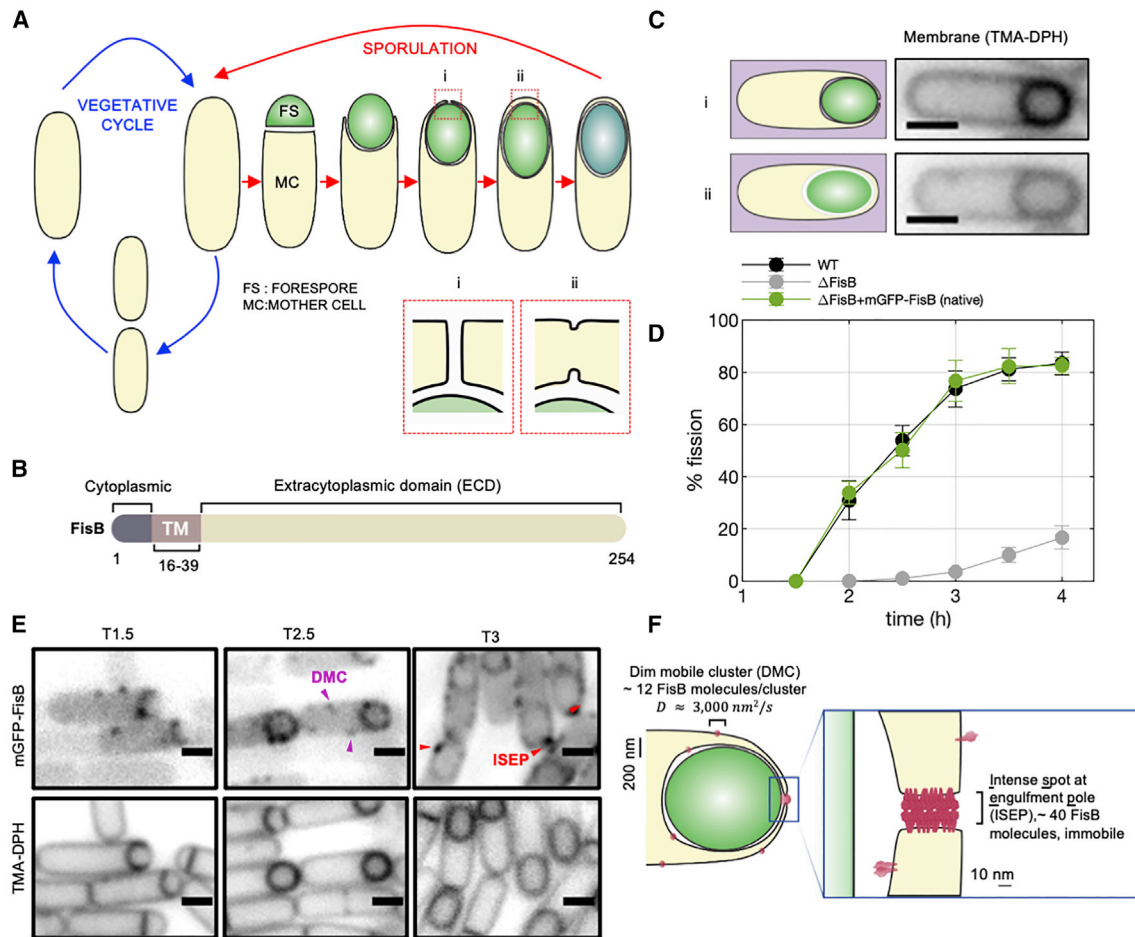 A
SPORULATION
i
ii
VEGETATIVE
CYCLE
FS
MC
FS : FORESPORE
MC:MOTHER CELL
i
ii
B
Cytoplasmic
Extracytoplasmic domain (ECD)
FisB
TM
1
16-39
254
C
Membrane (TMA-DPH)
i
ii
WT
ΔFisB
ΔFisB+mGFP-FisB (native)
D
% fission
100
80
60
40
20
0
1
2
3
4
time (h)
E
T1.5
T2.5
T3
mGFP-FisB
DMC
ISEP
TMA-DPH
F
Dim mobile cluster (DMC)
~ 12 FisB molecules/cluster
D ≈ 3,000 nm²/s
200 nm
Intense spot at
engulfment pole
(ISEP),~ 40 FisB
molecules, immobile
10 nm